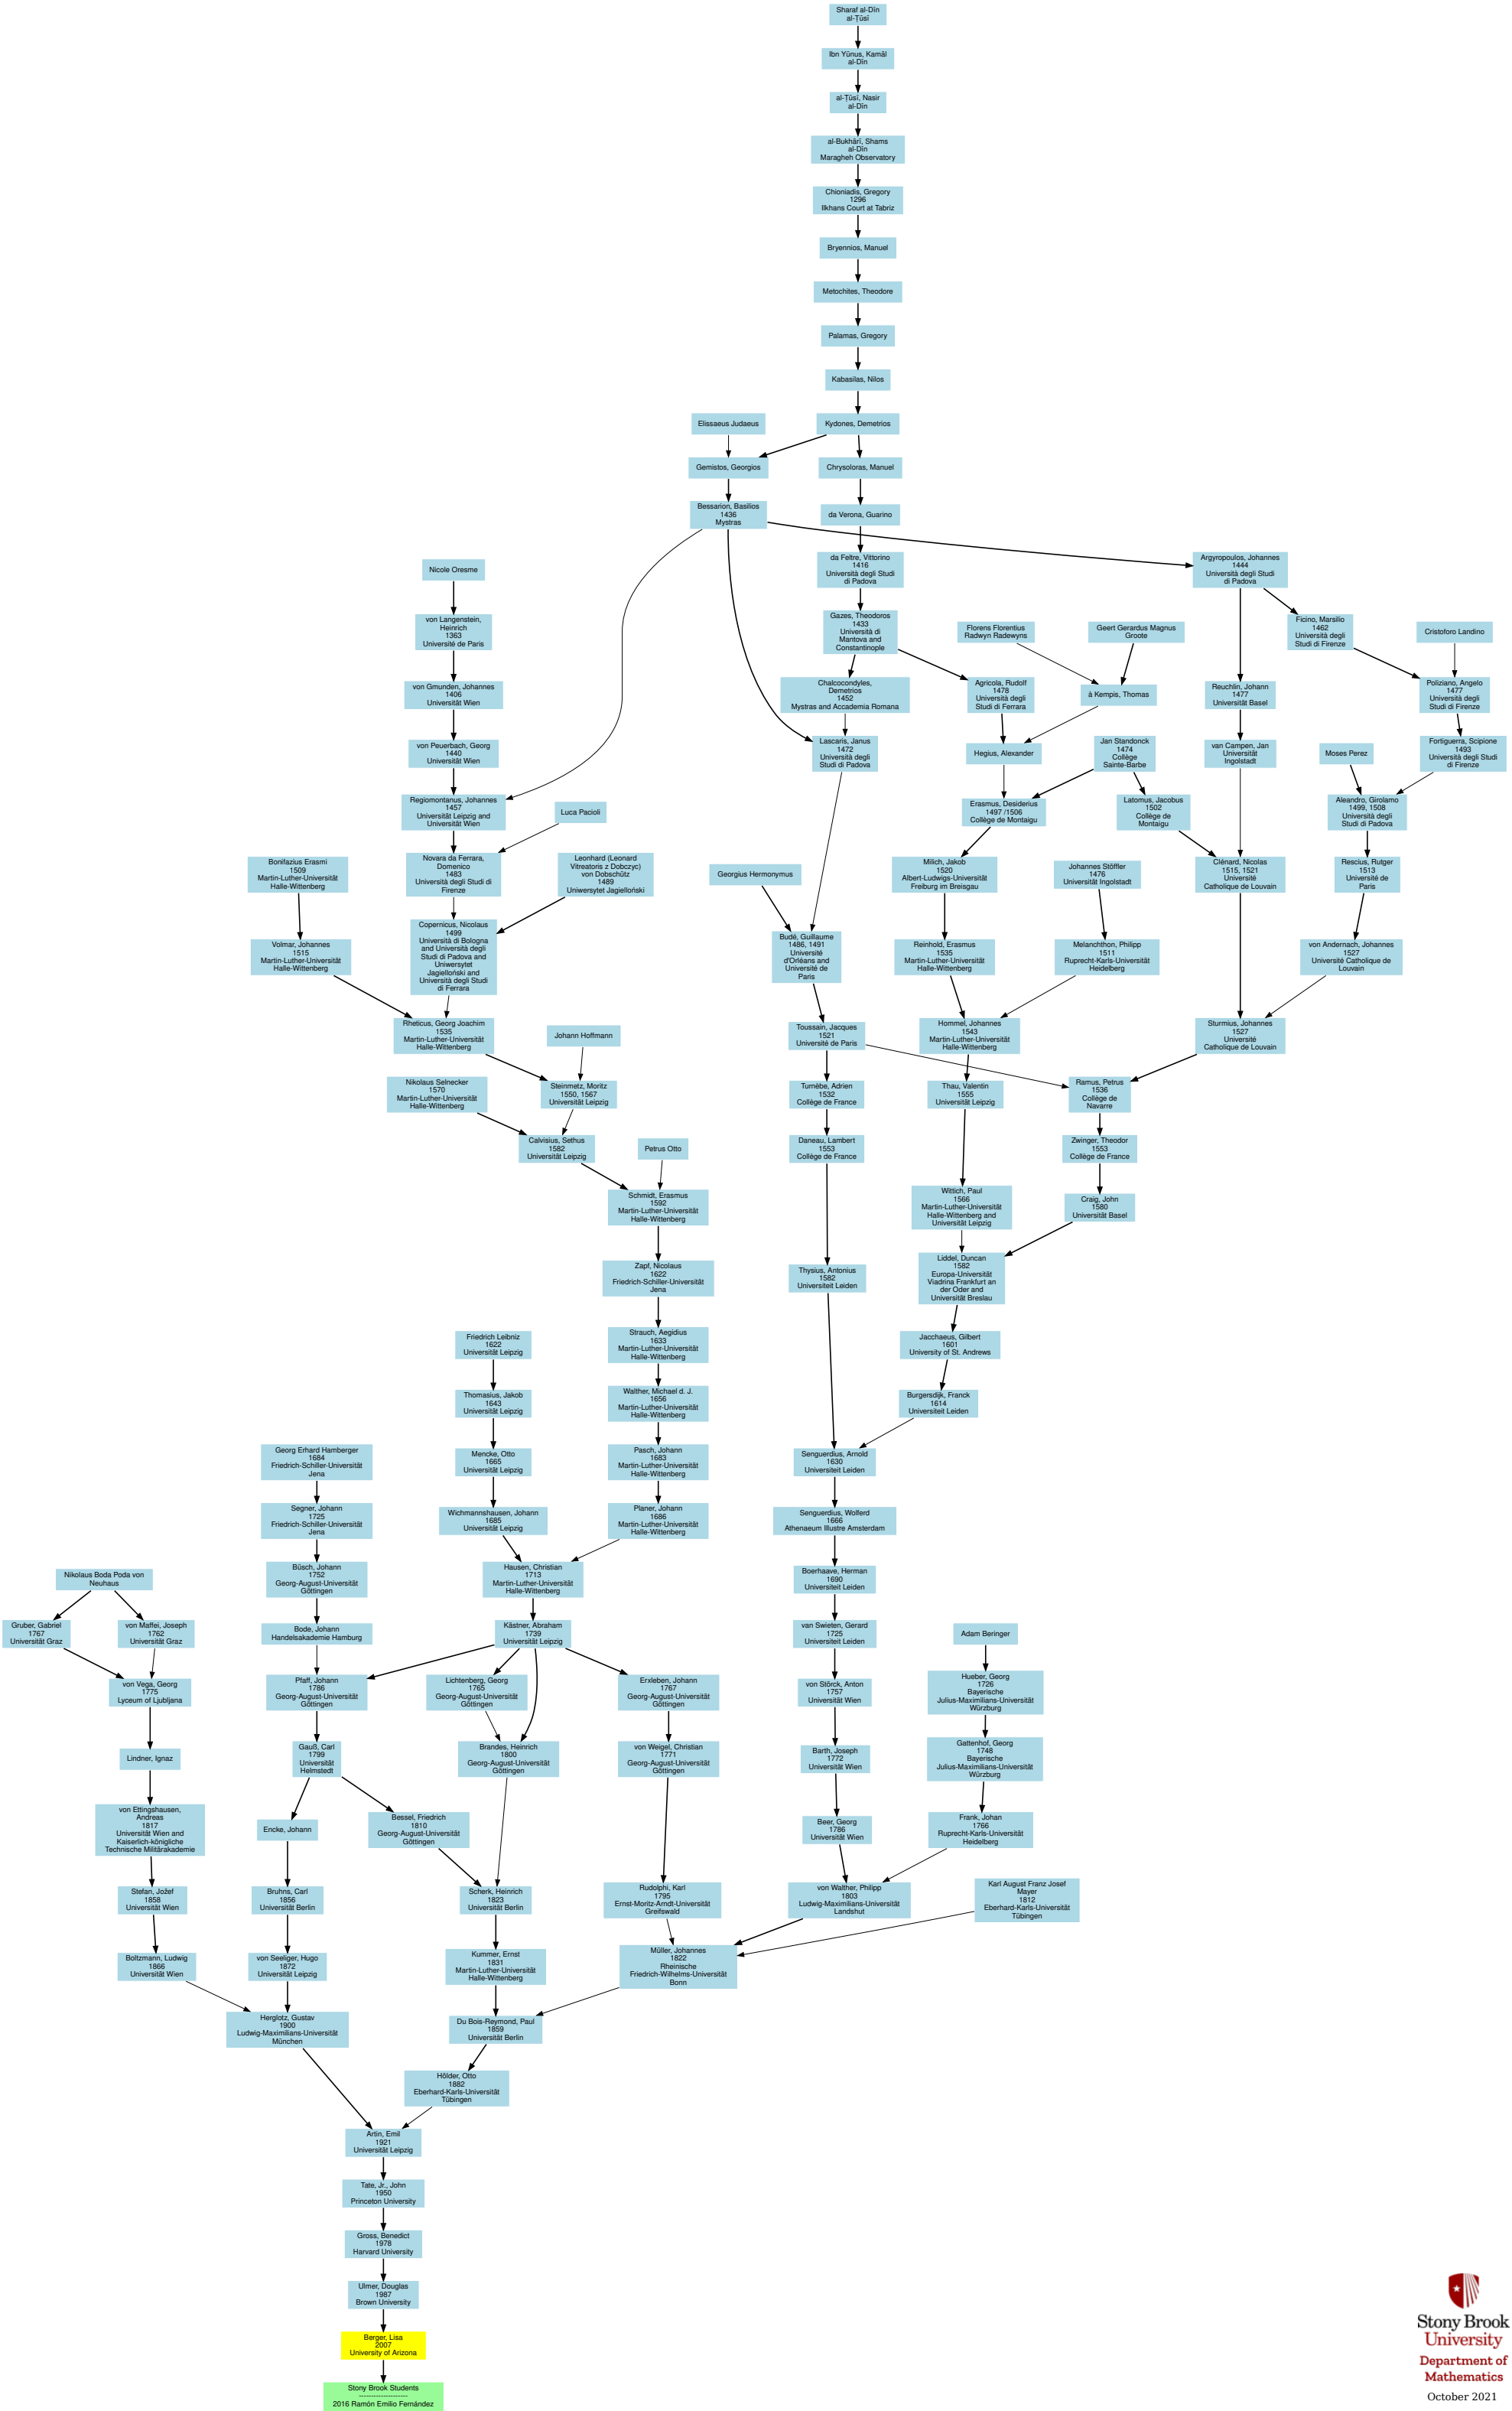 Sharaf al-Dīn
al-Ṭūsī
Ibn Yūnus, Kamāl
al-Dīn
al-Ṭūsī, Nasir
al-Dīn
al-Bukhārī, Shams
al-Dīn
Maragheh Observatory
Chioniadis, Gregory
1296
Ilkhans Court at Tabriz
Bryennios, Manuel
Metochites, Theodore
Palamas, Gregory
Kabasilas, Nilos
Elissaeus Judaeus
Kydones, Demetrios
Gemistos, Georgios
Chrysoloras, Manuel
Bessarion, Basilios
1436
Mystras
da Verona, Guarino
Nicole Oresme
da Feltre, Vittorino
1416
Università degli Studi
di Padova
Argyropoulos, Johannes
1444
Università degli Studi
di Padova
von Langenstein,
Heinrich
1363
Université de Paris
Gazes, Theodoros
1433
Università di
Mantova and
Constantinople
Florens Florentius
Radwyn Radewyns
Geert Gerardus Magnus
Groote
Ficino, Marsilio
1462
Università degli
Studi di Firenze
Cristoforo Landino
von Gmunden, Johannes
1406
Universität Wien
Chalcocondyles,
Demetrios
1452
Mystras and Accademia Romana
Agricola, Rudolf
1478
Università degli
Studi di Ferrara
à Kempis, Thomas
Reuchlin, Johann
1477
Universität Basel
Poliziano, Angelo
1477
Università degli
Studi di Firenze
von Peuerbach, Georg
1440
Universität Wien
Lascaris, Janus
1472
Università degli
Studi di Padova
Hegius, Alexander
Jan Standonck
1474
Collège
Sainte-Barbe
van Campen, Jan
Universität
Ingolstadt
Moses Perez
Fortiguerra, Scipione
1493
Università degli Studi
di Firenze
Regiomontanus, Johannes
1457
Universität Leipzig and
Universität Wien
Luca Pacioli
Erasmus, Desiderius
1497 /1506
Collège de Montaigu
Latomus, Jacobus
1502
Collège de
Montaigu
Aleandro, Girolamo
1499, 1508
Università degli
Studi di Padova
Bonifazius Erasmi
1509
Martin-Luther-Universität
Halle-Wittenberg
Novara da Ferrara,
Domenico
1483
Università degli Studi di
Firenze
Leonhard (Leonard
Vitreatoris z Dobczyc)
von Dobschütz
1489
Uniwersytet Jagielloński
Georgius Hermonymus
Milich, Jakob
1520
Albert-Ludwigs-Universität
Freiburg im Breisgau
Johannes Stöffler
1476
Universität Ingolstadt
Clénard, Nicolas
1515, 1521
Université
Catholique de Louvain
Rescius, Rutger
1513
Université de
Paris
Volmar, Johannes
1515
Martin-Luther-Universität
Halle-Wittenberg
Copernicus, Nicolaus
1499
Università di Bologna
and Università degli
Studi di Padova and
Uniwersytet
Jagielloński and
Università degli Studi
di Ferrara
Budé, Guillaume
1486, 1491
Université
d'Orléans and
Université de
Paris
Reinhold, Erasmus
1535
Martin-Luther-Universität
Halle-Wittenberg
Melanchthon, Philipp
1511
Ruprecht-Karls-Universität
Heidelberg
von Andernach, Johannes
1527
Université Catholique de
Louvain
Rheticus, Georg Joachim
1535
Martin-Luther-Universität
Halle-Wittenberg
Johann Hoffmann
Toussain, Jacques
1521
Université de Paris
Hommel, Johannes
1543
Martin-Luther-Universität
Halle-Wittenberg
Sturmius, Johannes
1527
Université
Catholique de Louvain
Nikolaus Selnecker
1570
Martin-Luther-Universität
Halle-Wittenberg
Steinmetz, Moritz
1550, 1567
Universität Leipzig
Turnèbe, Adrien
1532
Collège de France
Thau, Valentin
1555
Universität Leipzig
Ramus, Petrus
1536
Collège de
Navarre
Calvisius, Sethus
1582
Universität Leipzig
Petrus Otto
Daneau, Lambert
1553
Collège de France
Zwinger, Theodor
1553
Collège de France
Schmidt, Erasmus
1592
Martin-Luther-Universität
Halle-Wittenberg
Wittich, Paul
1566
Martin-Luther-Universität
Halle-Wittenberg and
Universität Leipzig
Craig, John
1580
Universität Basel
Zapf, Nicolaus
1622
Friedrich-Schiller-Universität
Jena
Thysius, Antonius
1582
Universiteit Leiden
Liddel, Duncan
1582
Europa-Universität
Viadrina Frankfurt an
der Oder and
Universität Breslau
Friedrich Leibniz
1622
Universität Leipzig
Strauch, Aegidius
1633
Martin-Luther-Universität
Halle-Wittenberg
Jacchaeus, Gilbert
1601
University of St. Andrews
Thomasius, Jakob
1643
Universität Leipzig
Walther, Michael d. J.
1656
Martin-Luther-Universität
Halle-Wittenberg
Burgersdijk, Franck
1614
Universiteit Leiden
Georg Erhard Hamberger
1684
Friedrich-Schiller-Universität
Jena
Mencke, Otto
1665
Universität Leipzig
Pasch, Johann
1683
Martin-Luther-Universität
Halle-Wittenberg
Senguerdius, Arnold
1630
Universiteit Leiden
Segner, Johann
1725
Friedrich-Schiller-Universität
Jena
Wichmannshausen, Johann
1685
Universität Leipzig
Planer, Johann
1686
Martin-Luther-Universität
Halle-Wittenberg
Senguerdius, Wolferd
1666
Athenaeum Illustre Amsterdam
Nikolaus Boda Poda von
Neuhaus
Büsch, Johann
1752
Georg-August-Universität
Göttingen
Hausen, Christian
1713
Martin-Luther-Universität
Halle-Wittenberg
Boerhaave, Herman
1690
Universiteit Leiden
Gruber, Gabriel
1767
Universität Graz
von Maffei, Joseph
1762
Universität Graz
Bode, Johann
Handelsakademie Hamburg
Kästner, Abraham
1739
Universität Leipzig
van Swieten, Gerard
1725
Universiteit Leiden
Adam Beringer
von Vega, Georg
1775
Lyceum of Ljubljana
Pfaff, Johann
1786
Georg-August-Universität
Göttingen
Lichtenberg, Georg
1765
Georg-August-Universität
Göttingen
Erxleben, Johann
1767
Georg-August-Universität
Göttingen
von Störck, Anton
1757
Universität Wien
Hueber, Georg
1726
Bayerische
Julius-Maximilians-Universität
Würzburg
Lindner, Ignaz
Gauß, Carl
1799
Universität
Helmstedt
Brandes, Heinrich
1800
Georg-August-Universität
Göttingen
von Weigel, Christian
1771
Georg-August-Universität
Göttingen
Barth, Joseph
1772
Universität Wien
Gattenhof, Georg
1748
Bayerische
Julius-Maximilians-Universität
Würzburg
von Ettingshausen,
Andreas
1817
Universität Wien and
Kaiserlich-königliche
Technische Militärakademie
Encke, Johann
Bessel, Friedrich
1810
Georg-August-Universität
Göttingen
Beer, Georg
1786
Universität Wien
Frank, Johan
1766
Ruprecht-Karls-Universität
Heidelberg
Stefan, Jožef
1858
Universität Wien
Bruhns, Carl
1856
Universität Berlin
Scherk, Heinrich
1823
Universität Berlin
Rudolphi, Karl
1795
Ernst-Moritz-Arndt-Universität
Greifswald
von Walther, Philipp
1803
Ludwig-Maximilians-Universität
Landshut
Karl August Franz Josef
Mayer
1812
Eberhard-Karls-Universität
Tübingen
Boltzmann, Ludwig
1866
Universität Wien
von Seeliger, Hugo
1872
Universität Leipzig
Kummer, Ernst
1831
Martin-Luther-Universität
Halle-Wittenberg
Müller, Johannes
1822
Rheinische
Friedrich-Wilhelms-Universität
Bonn
Herglotz, Gustav
1900
Ludwig-Maximilians-Universität
München
Du Bois-Reymond, Paul
1859
Universität Berlin
Hölder, Otto
1882
Eberhard-Karls-Universität
Tübingen
Artin, Emil
1921
Universität Leipzig
Tate, Jr., John
1950
Princeton University
Gross, Benedict
1978
Harvard University
Ulmer, Douglas
1987
Brown University
Berger, Lisa
2007
University of Arizona
Stony Brook Students
--------------------
2016 Ramón Emilio Fernández
Stony Brook
University
Department of
Mathematics
October 2021